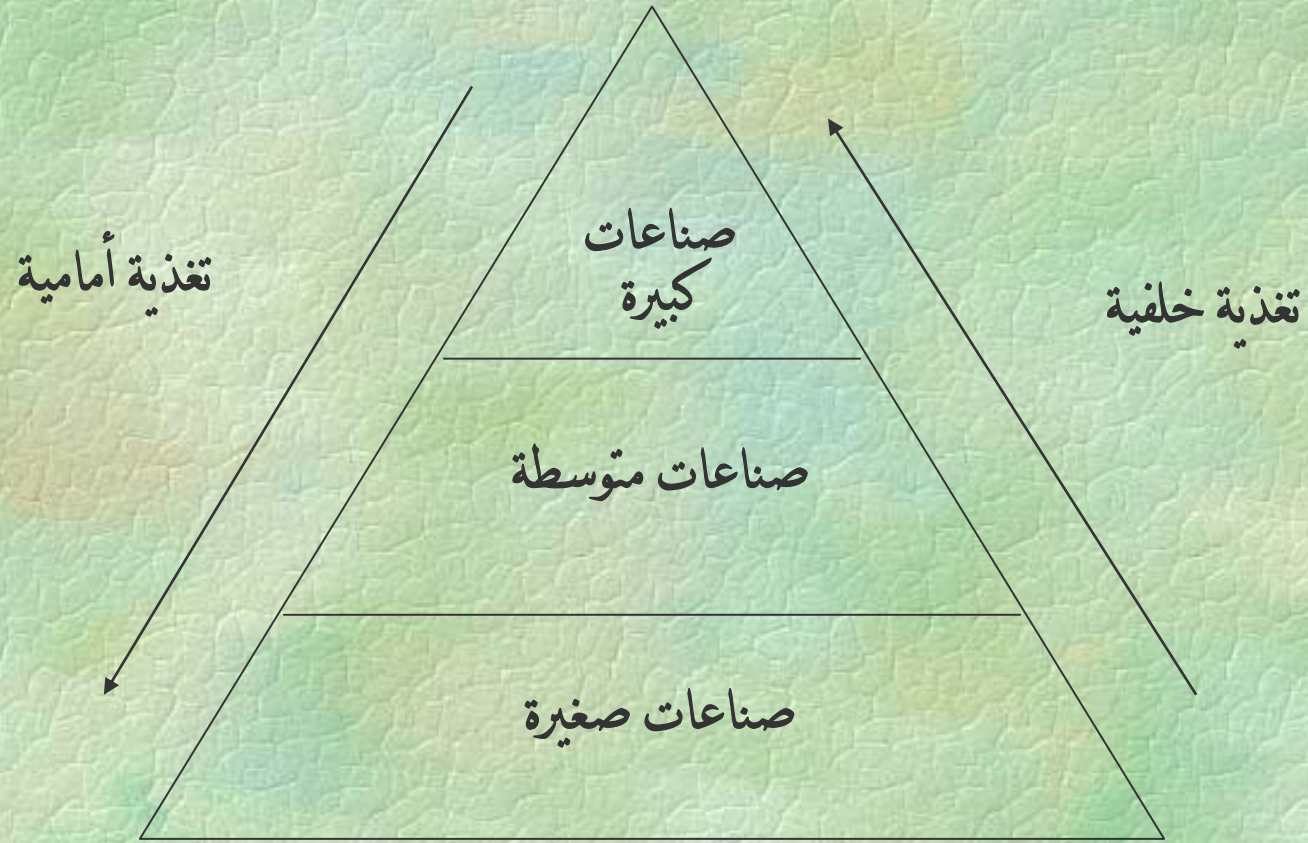 صناعات
كبيرة
تغذية خلفية
تغذية أمامية
صناعات متوسطة
صناعات صغيرة